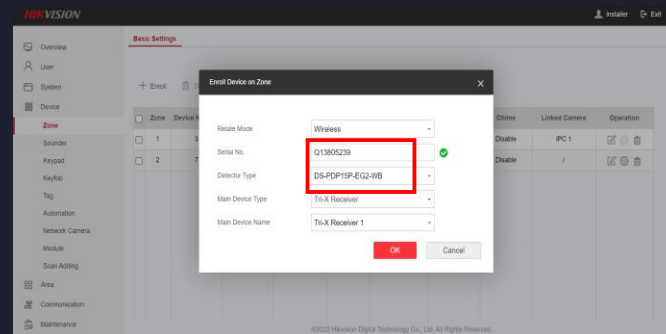 HIKVISION
installer Exit
Overview
User
System
Device
Zone
Sounder
Keypad
Keyfob
Tag
Automation
Network Camera
Module
Scan Adding
Area
Communication
Maintenance
Basic Settings
Enroll
Zone Device Chime Linked Camera Operation
1 3 Disable IPC 1
2 7 Disable /
Enroll Device on Zone
Relate Mode Wireless
Serial No. Q13805239
Detector Type DS-PDP15P-EG2-WB
Main Device Type Tri-X Receiver
Main Device Name Tri-X Receiver 1
OK Cancel
©2022 Hikvision Digital Technology Co., Ltd. All Rights Reserved.